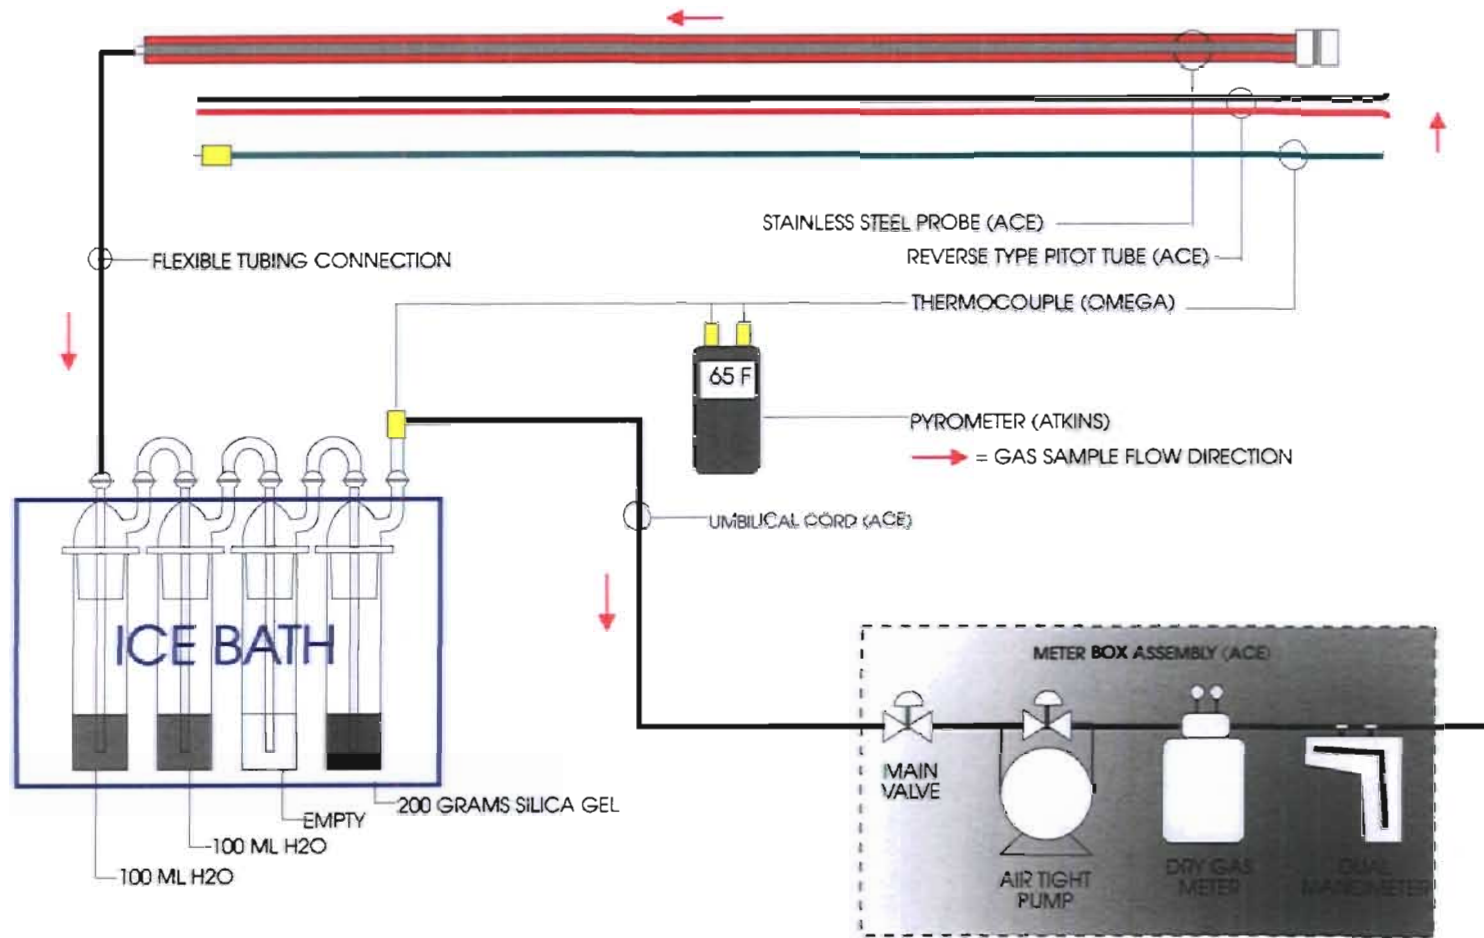 STAINLESS STEEL PROBE (ACE)
REVERSE TYPE PITOT TUBE (ACE)
FLEXIBLE TUBING CONNECTION
THERMOCOUPLE (OMEGA)
65 F
PYROMETER (ATKINS)
= GAS SAMPLE FLOW DIRECTION
UMBILICAL CORD (ACE)
ICE BATH
METER BOX ASSEMBLY (ACE)
MAIN
VALVE
200 GRAMS SILICA GEL
EMPTY
100 ML H2O
100 ML H2O
AIR TIGHT
PUMP
DRY GAS
METER
DUAL
MANOMETER